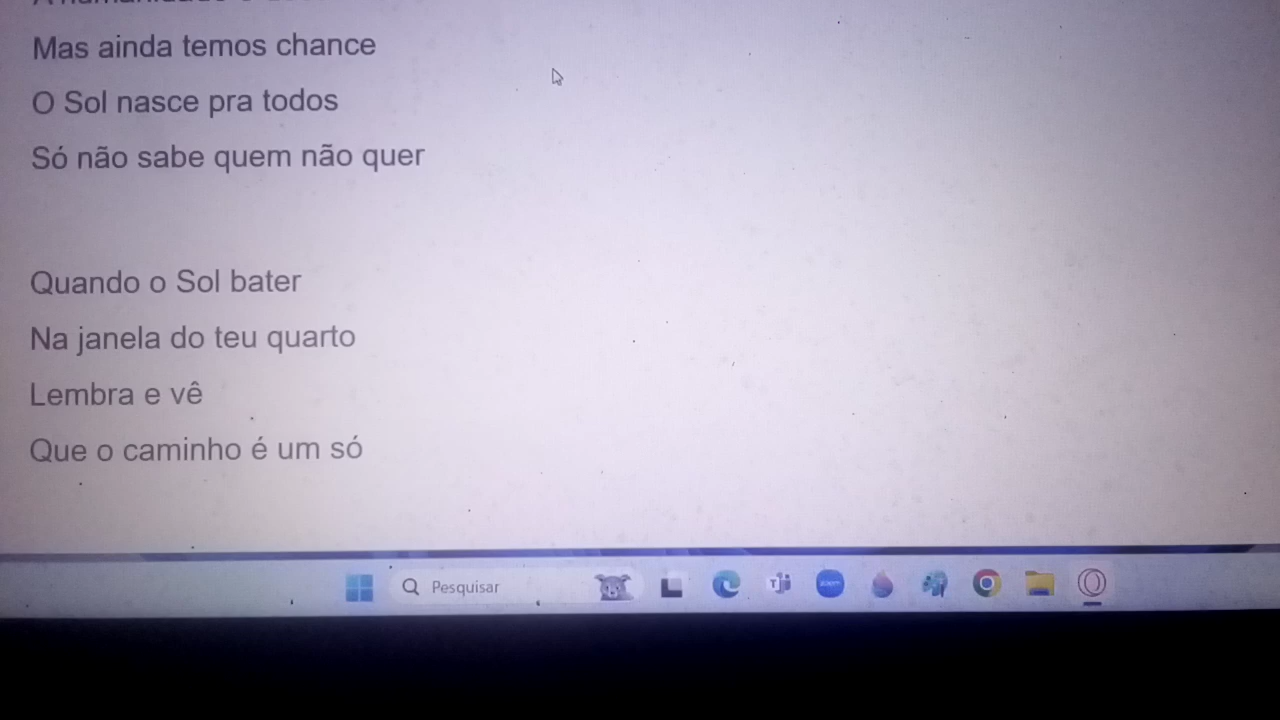 Mas ainda temos chance
O Sol nasce pra todos
Só não sabe quem não quer
Quando o Sol bater
Na janela do teu quarto
Lembra e vê
Que o caminho é um só
Pesquisar
zoom